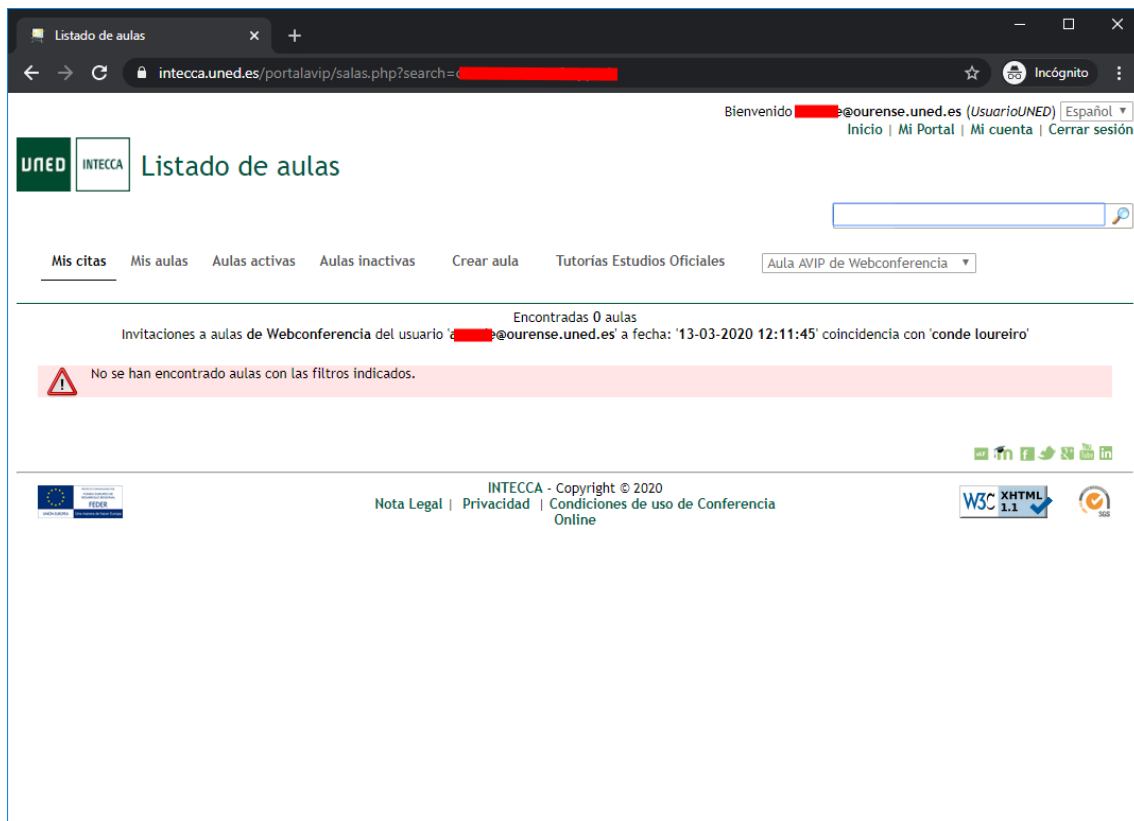 Listado de aulas
intecca.uned.es/portalavip/salas.php?search=
Incógnito
Bienvenido e@ourense.uned.es (UsuarioUNED) Español
Inicio | Mi Portal | Mi cuenta | Cerrar sesión
UNED INTECCA Listado de aulas
Mis citas Mis aulas Aulas activas Aulas inactivas Crear aula Tutorías Estudios Oficiales Aula AVIP de Webconferencia
Encontradas 0 aulas
Invitaciones a aulas de Webconferencia del usuario 'a e@ourense.uned.es' a fecha: '13-03-2020 12:11:45' coincidencia con 'conde loureiro'
No se han encontrado aulas con las filtros indicados.
You Tube in
INTECCA - Copyright © 2020
Nota Legal | Privacidad | Condiciones de uso de Conferencia
Online
FEDER
W3C XHTML 1.1
SGS